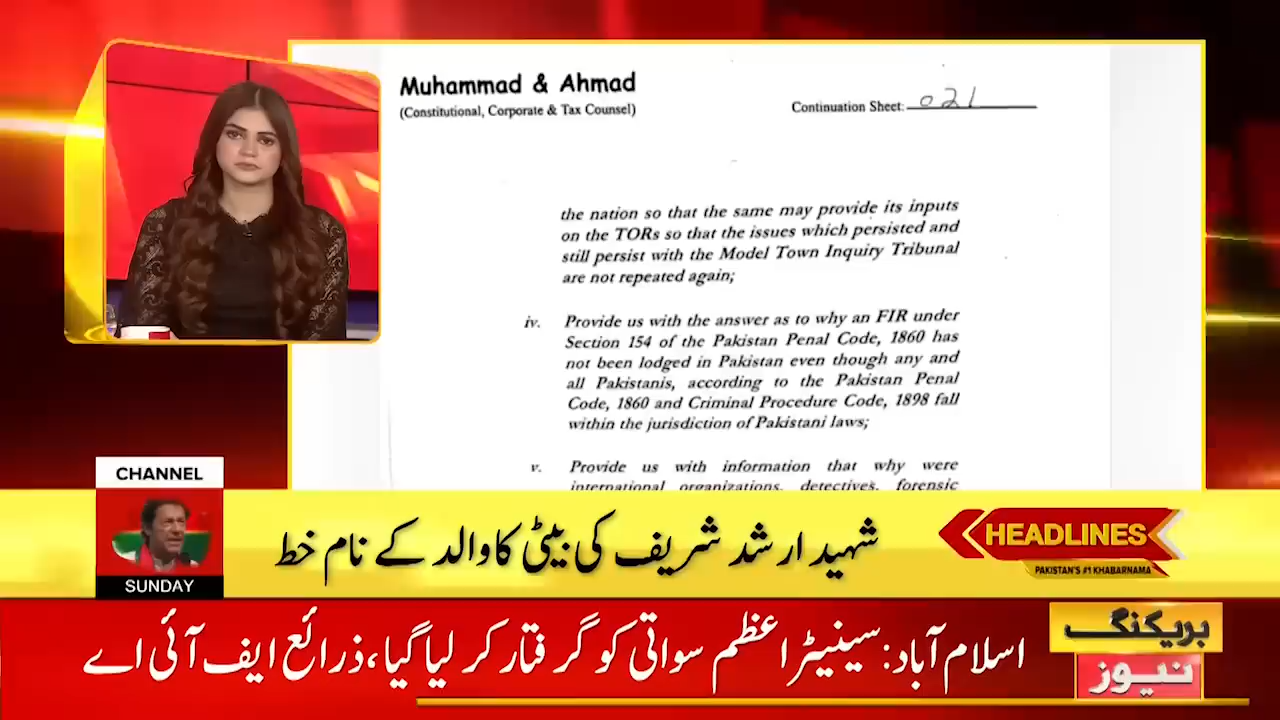 Muhammad & Ahmad
(Constitutional, Corporate & Tax Counsel)
Continuation Sheet: 021
the nation so that the same may provide its inputs
on the TORs so that the issues which persisted and
still persist with the Model Town Inquiry Tribunal
are not repeated again;
iv. Provide us with the answer as to why an FIR under
Section 154 of the Pakistan Penal Code, 1860 has
not been lodged in Pakistan even though any and
all Pakistanis, according to the Pakistan Penal
Code, 1860 and Criminal Procedure Code, 1898 fall
within the jurisdiction of Pakistani laws;
v. Provide us with information that why were
international organizations, detectives, forensic
CHANNEL
SUNDAY
شہید ارشد شریف کی بیٹی کا والد کے نام خط
HEADLINES
PAKISTAN'S #1 KHABARNAMA
بریکنگ
نیوز
اسلام آباد: سینیٹر اعظم سواتی کو گرفتار کر لیا گیا، ذرائع ایف آئی اے